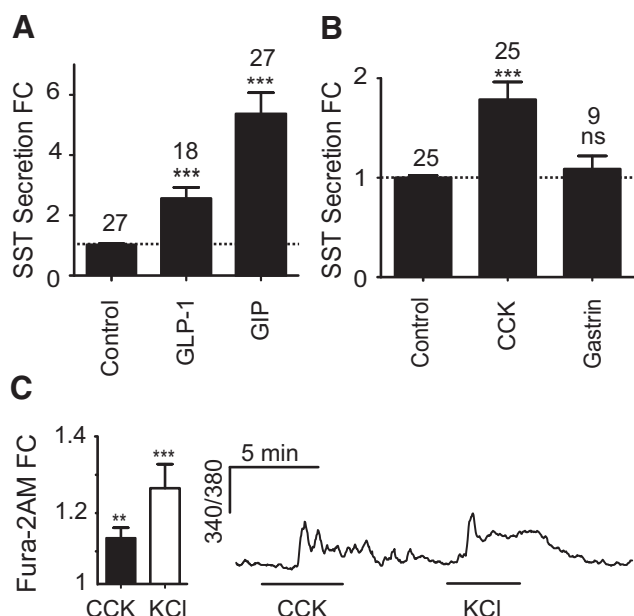 A
SST Secretion FC
6
4
2
0
27
18
***
27
***
Control
GLP-1
GIP
B
SST Secretion FC
2
1
0
25
25
***
9
ns
Control
CCK
Gastrin
C
Fura-2AM FC
1.4
1.2
1
**
***
CCK KCl
340/380
5 min
CCK
KCl